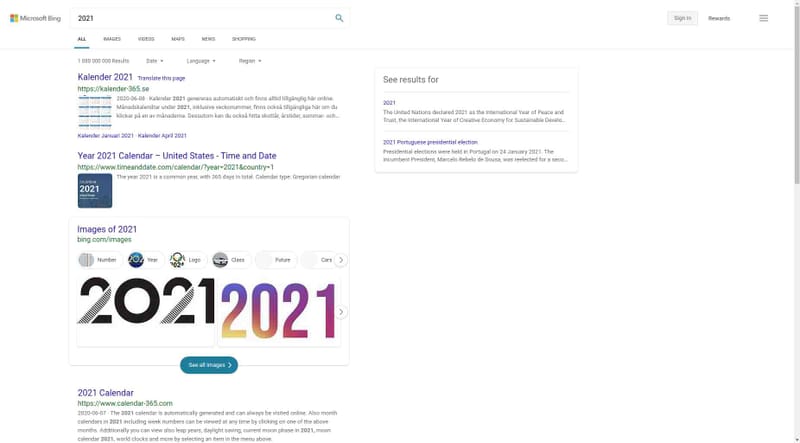 Microsoft Bing
2021
Sign in
Rewards
ALL
IMAGES
VIDEOS
MAPS
NEWS
SHOPPING
Date
Language
Region
Kalender 2021 Translate this page
https://kalender-365.se
2020-06-08 · Kalender 2021 genereras automatiskt och finns alltid tillgänglig här online.
Månadskalendrar under 2021, inklusive veckonummer, finns också tillgängliga här om du
klickar på en av månaderna. Dessutom kan du också hitta skottår, årstider, sommar- och...
Kalender Januari 2021 · Kalender April 2021
Year 2021 Calendar – United States - Time and Date
https://www.timeanddate.com/calendar/?year=2021&country=1
The year 2021 is a common year, with 365 days in total. Calendar type: Gregorian calendar
2021
Images of 2021
bing.com/images
Number
Year
Logo
Class
Future
Cars
2021
2021
See all images
2021 Calendar
https://www.calendar-365.com
2020-06-07 · The 2021 calendar is automatically generated and can always be visited online. Also month
calendars in 2021 including week numbers can be viewed at any time by clicking on one of the above
months. Additionally you can view also leap years, daylight saving, current moon phase in 2021, moon
calendar 2021, world clocks and more by selecting an item in the menu above.
See results for
2021
The United Nations declared 2021 as the International Year of Peace and
Trust, the International Year of Creative Economy for Sustainable Develo...
2021 Portuguese presidential election
Presidential elections were held in Portugal on 24 January 2021. The
incumbent President, Marcelo Rebelo de Sousa, was reelected for a seco...